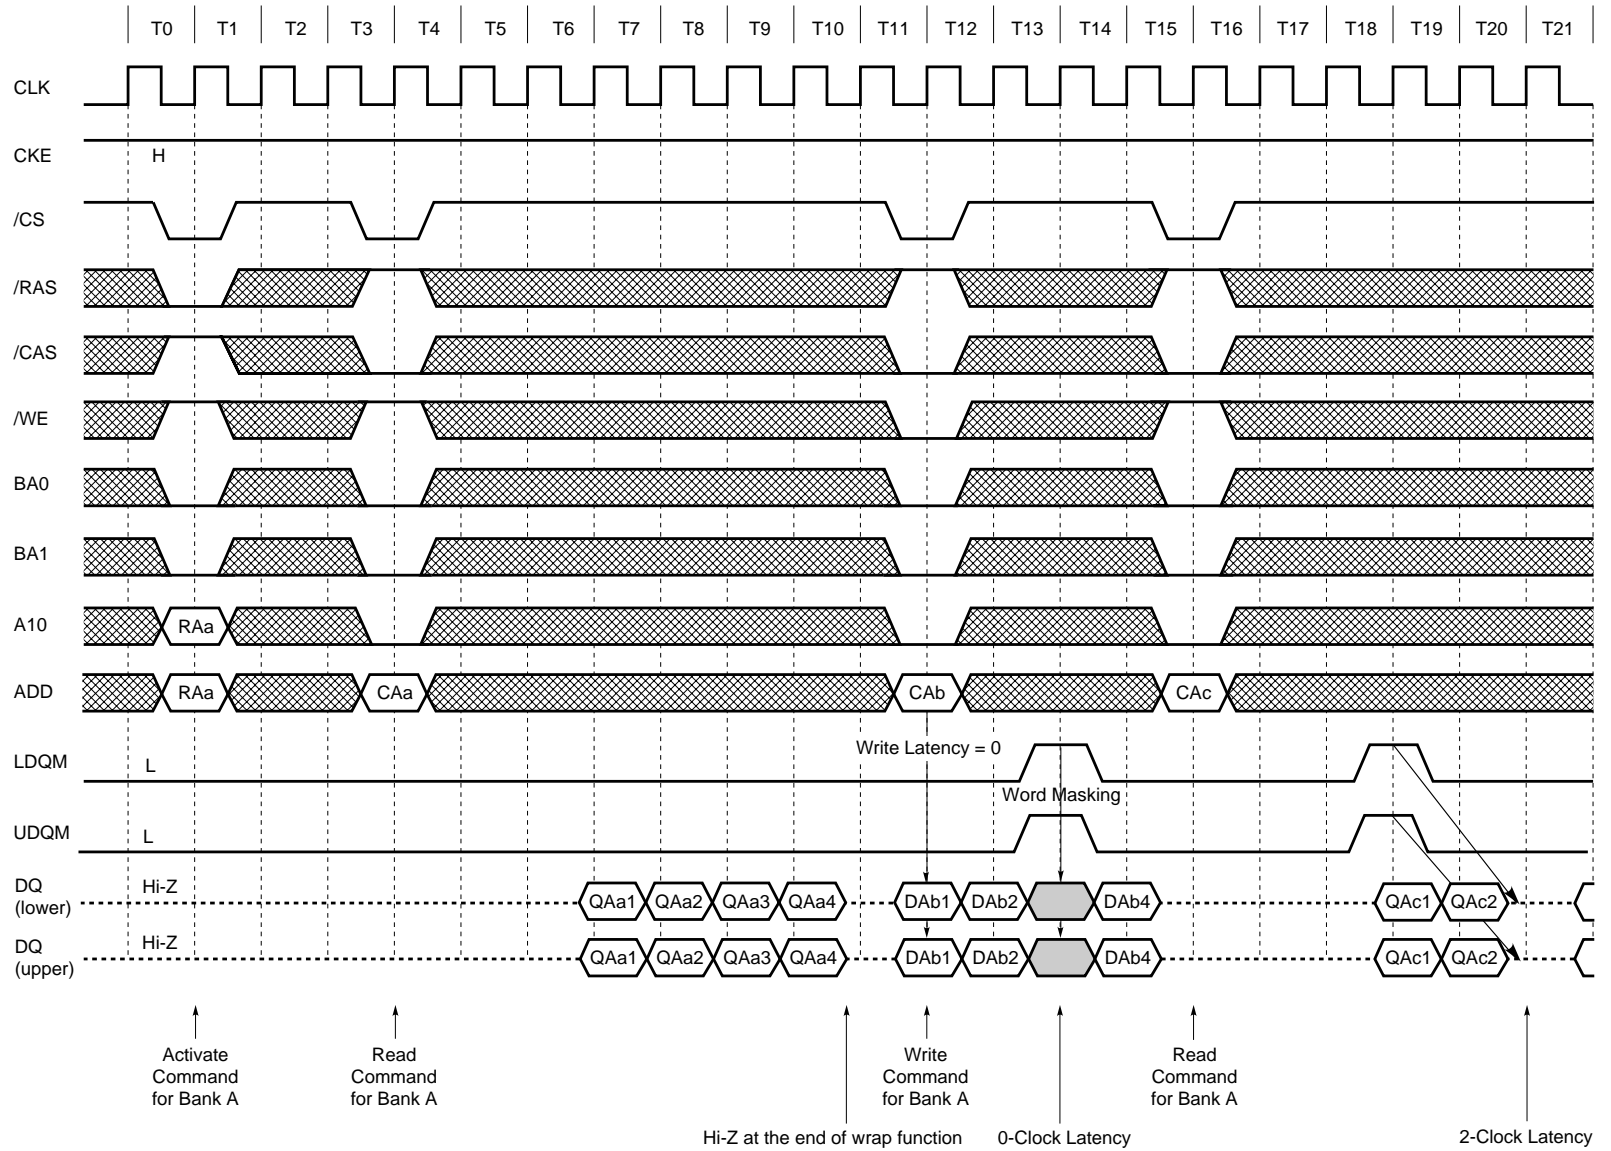 T0 T1 T2 T3 T4 T5 T6 T7 T8 T9 T10 T11 T12 T13 T14 T15 T16 T17 T18 T19 T20 T21
CLK
CKE H
/CS
/RAS
/CAS
/WE
BA0
BA1
A10 RAa
ADD RAa CAa CAb CAc
Write Latency = 0
LDQM L
Word Masking
UDQM L
DQ
(lower)
Hi-Z QAa1 QAa2 QAa3 QAa4 DAb1 DAb2 DAb4 QAc1 QAc2
DQ
(upper)
Hi-Z QAa1 QAa2 QAa3 QAa4 DAb1 DAb2 DAb4 QAc1 QAc2
Activate
Command
for Bank A
Read
Command
for Bank A
Write
Command
for Bank A
Read
Command
for Bank A
Hi-Z at the end of wrap function
0-Clock Latency
2-Clock Latency